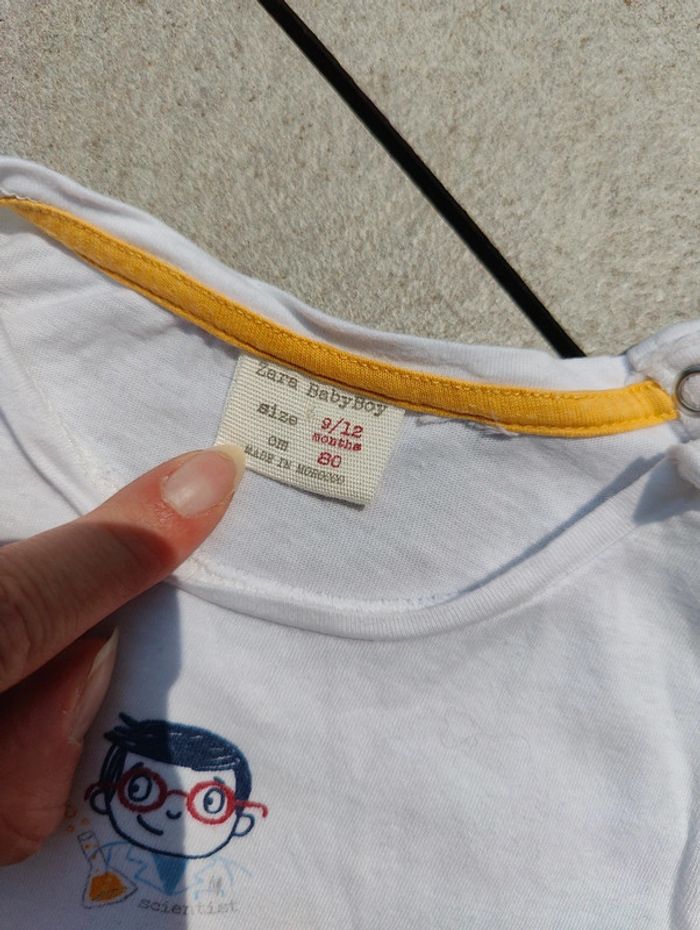 Zara BabyBoy
size 9/12
months
cm 80
MADE IN MOROCCO
scientist